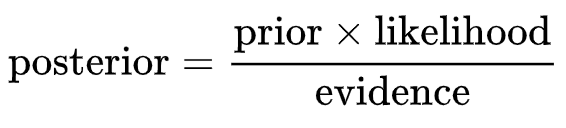 posterior = prior × likelihood / evidence